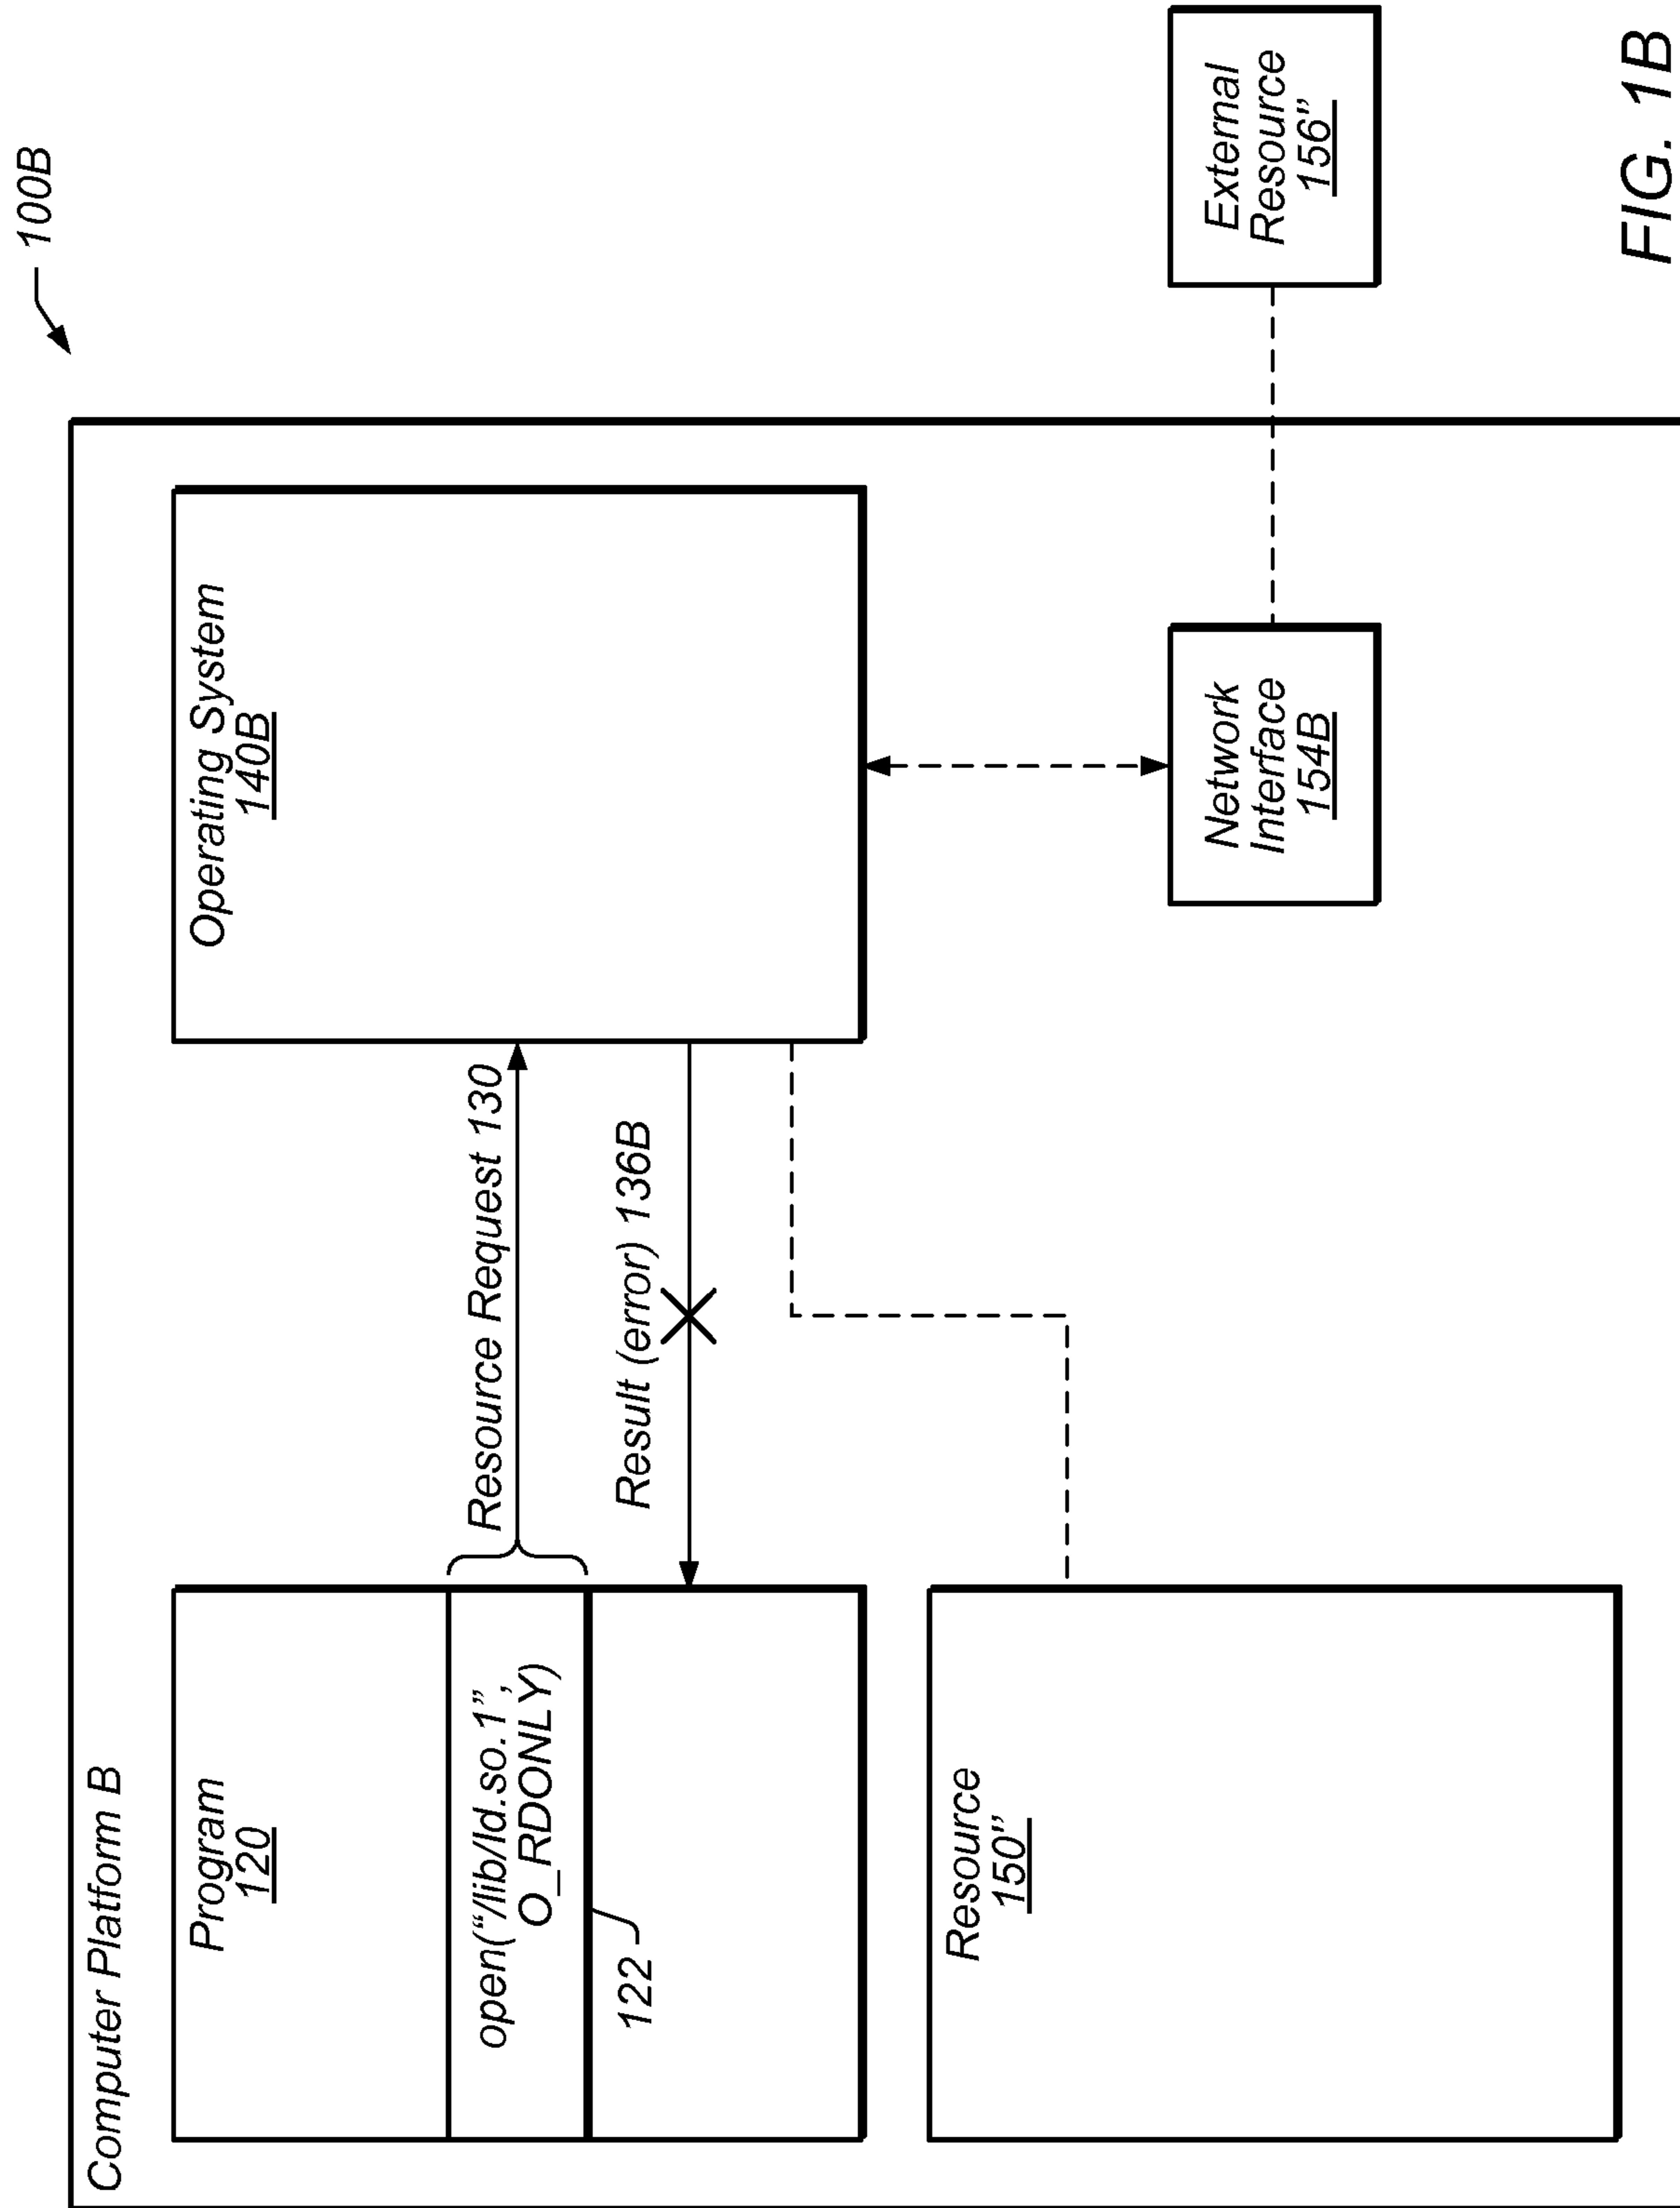 100B
Computer Platform B
Program
120
open(“/lib/ld.so.1”,
O_RDONLY)
122
Resource Request 130
Result (error) 136B
Operating System
140B
Resource
150”
Network
Interface
154B
External
Resource
156”
FIG. 1B